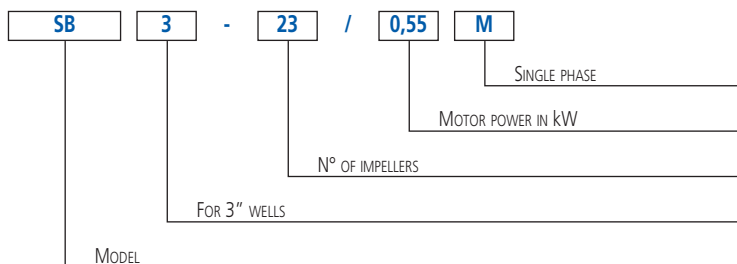 SB 3 - 23 / 0,55 M
Single phase
Motor power in kW
N° of impellers
For 3" wells
Model